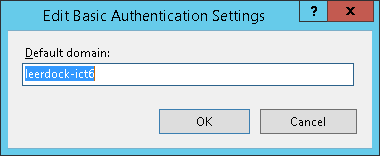 Edit Basic Authentication Settings
Default domain:
leerdock-ict6
OK
Cancel